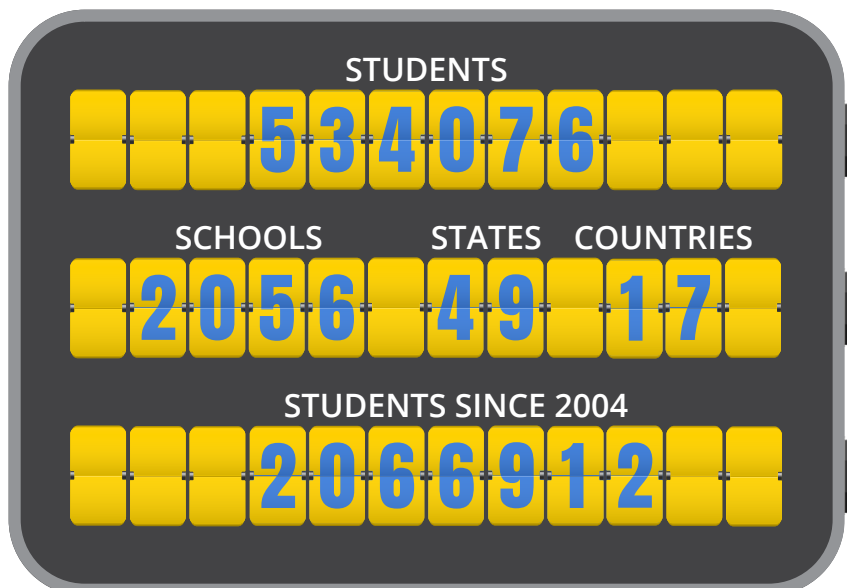 STUDENTS
534076
SCHOOLS STATES COUNTRIES
2056 49 17
STUDENTS SINCE 2004
2066912